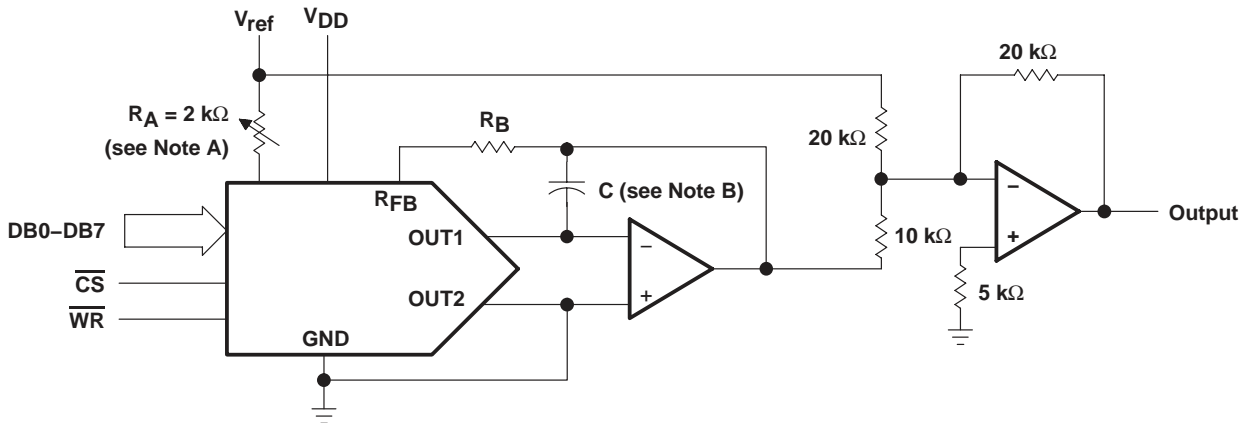 Vref
VDD
20 kΩ
RA = 2 kΩ
(see Note A)
RB
20 kΩ
C (see Note B)
RFB
–
Output
DB0–DB7
OUT1
–
10 kΩ
+
CS
OUT2
+
5 kΩ
WR
GND